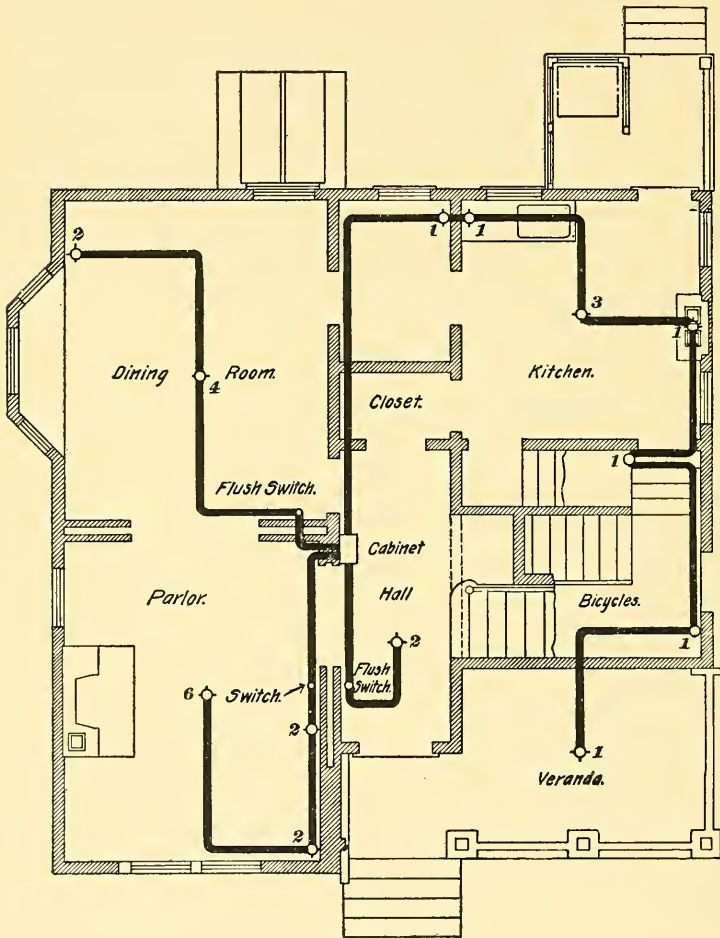 2
1
1
3
1
Dining Room.
4
Kitchen.
Closet.
1
Flush Switch.
Cabinet
Hall
Parlor.
Bicycles.
1
2
Flush
Switch.
6
Switch.
2
1
Veranda.
2